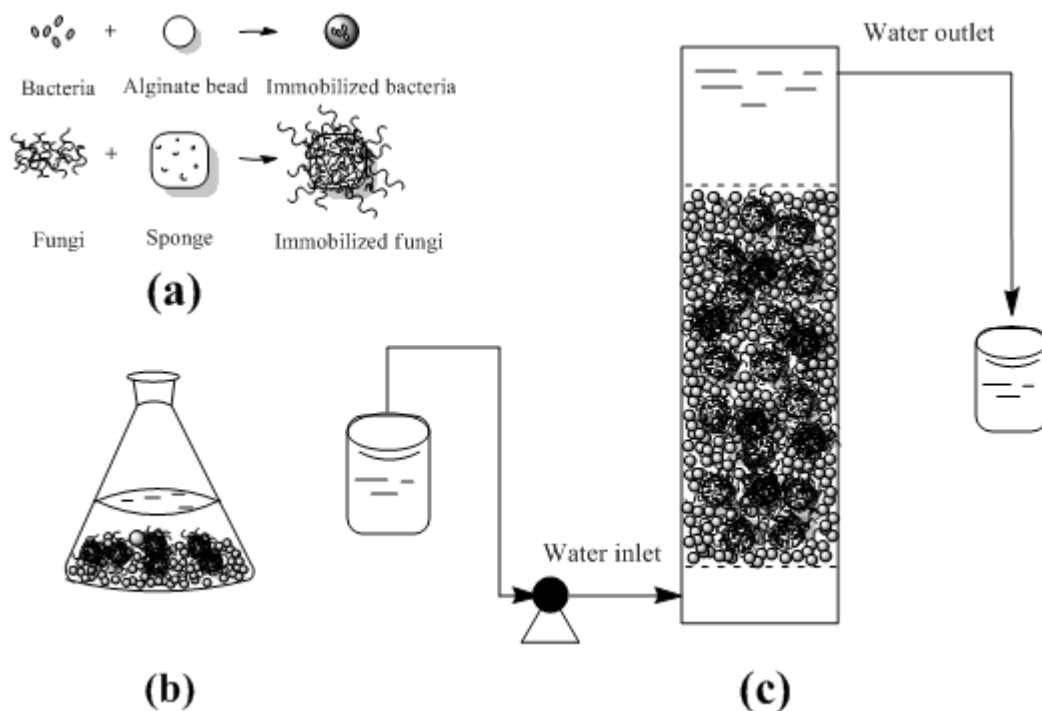 Water outlet
+
Bacteria
Alginate bead
Immobilized bacteria
+
Fungi
Sponge
Immobilized fungi
(a)
Water inlet
(b)
(c)